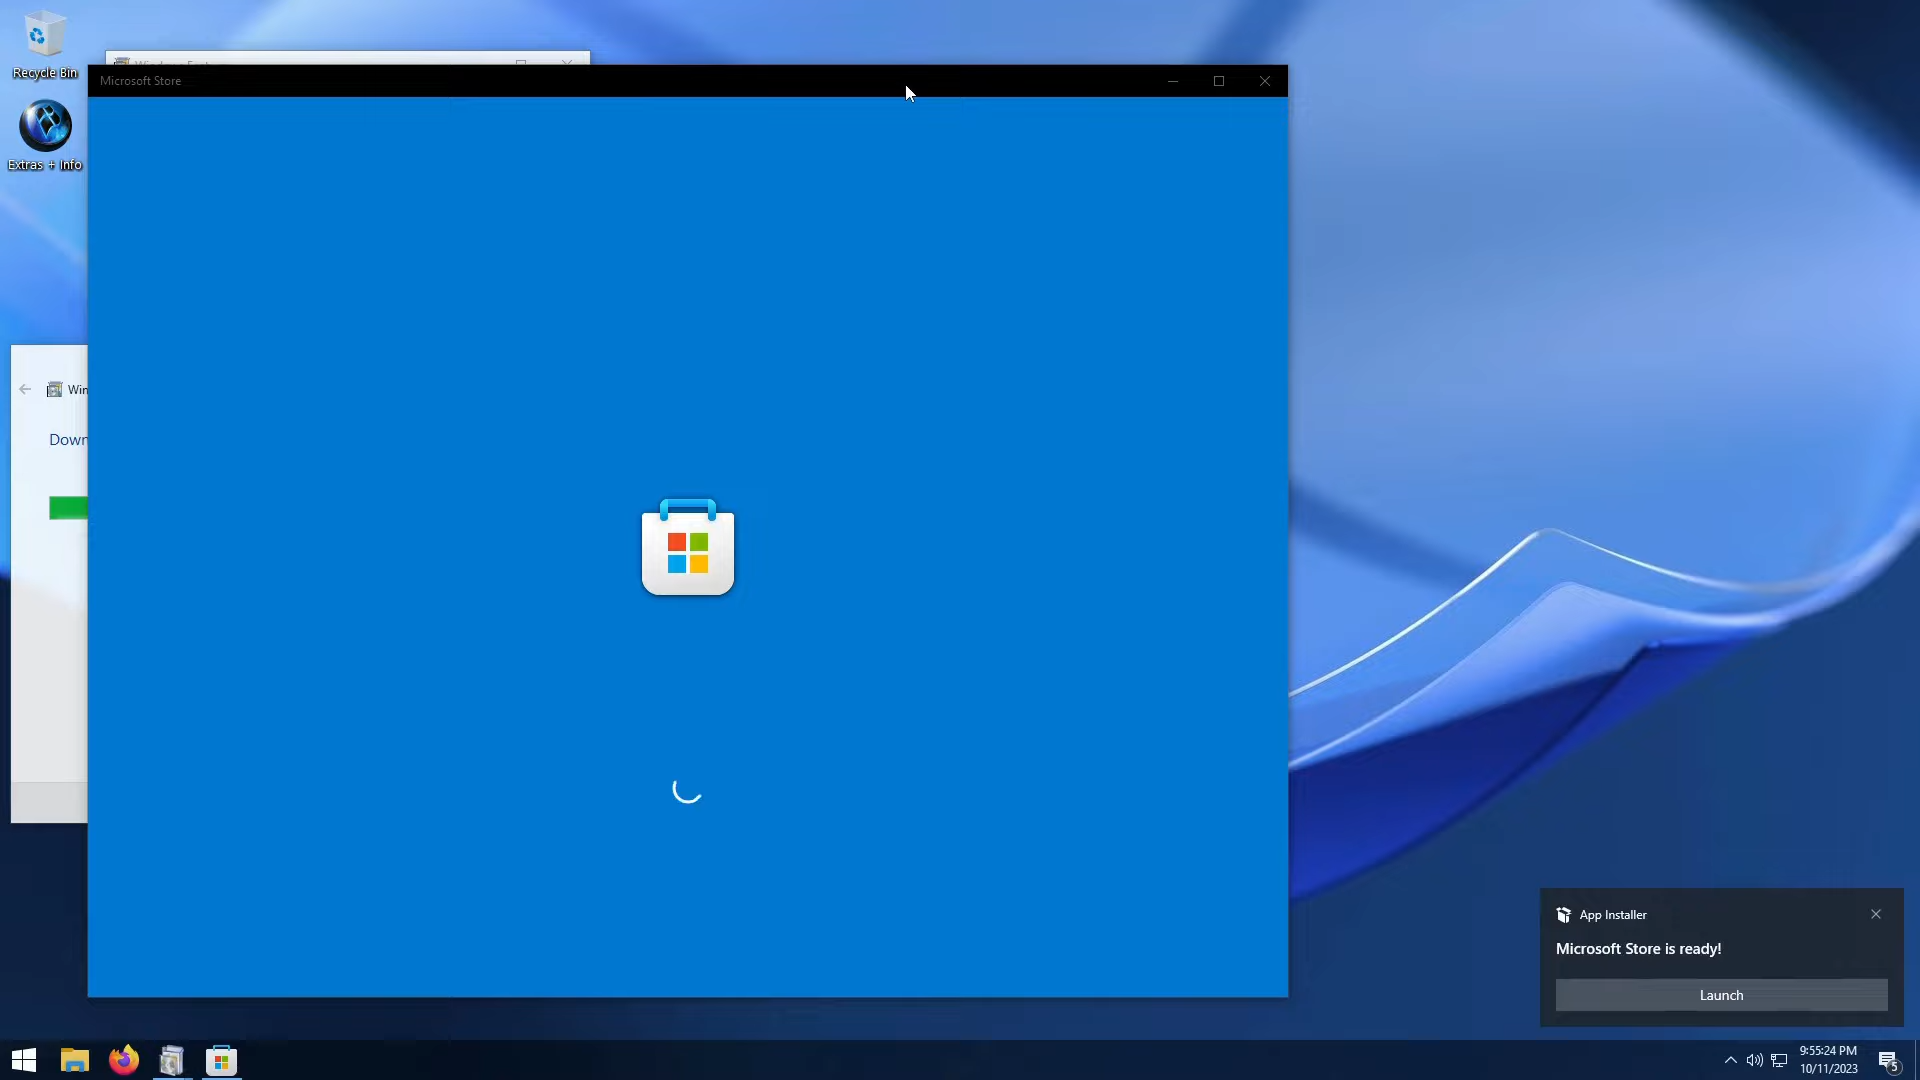 Recycle Bin
Extras + Info
Microsoft Store
Win
Down
App Installer
Microsoft Store is ready!
Launch
9:55:24 PM
10/11/2023
5